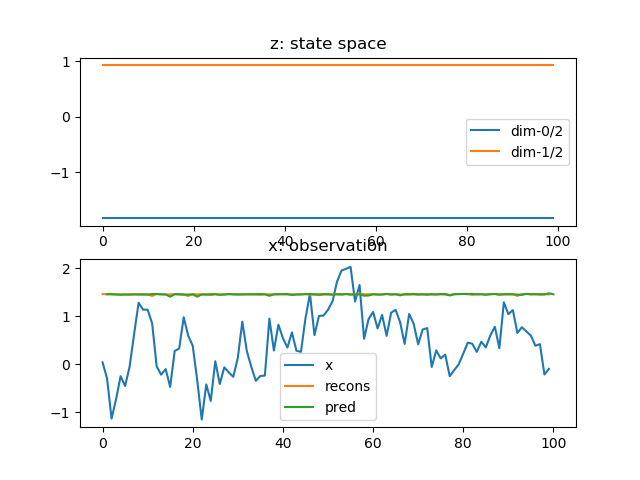 z: state space
1
0
−1
dim-0/2
dim-1/2
0 20 40 60 80 100
x: observation
2
1
0
−1
x
recons
pred
0 20 40 60 80 100